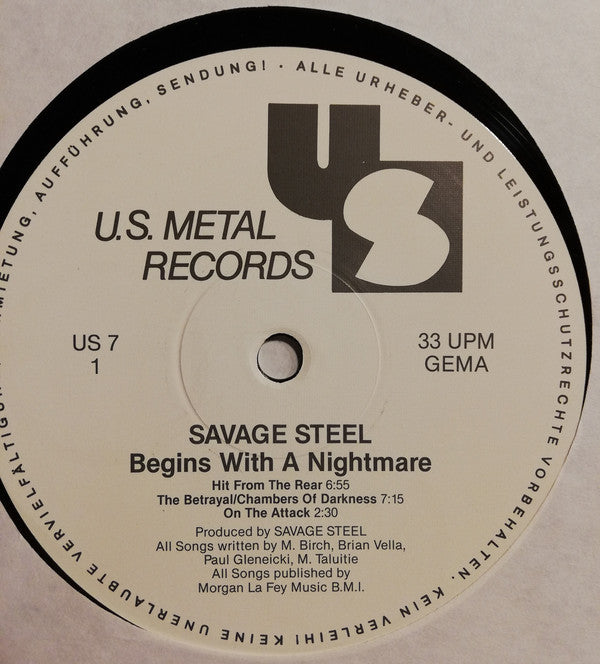 ALLE URHEBER- UND LEISTUNGSSCHUTZRECHTE VORBEHALTEN. KEIN VERLEIH! KEINE UNERLAUBTE VERVIELFÄLTIGUNG, AUFFÜHRUNG, SENDUNG! ·
US
U.S. METAL
RECORDS
US 7
1
33 UPM
GEMA
SAVAGE STEEL
Begins With A Nightmare
Hit From The Rear 6:55
The Betrayal/Chambers Of Darkness 7:15
On The Attack 2:30
Produced by SAVAGE STEEL
All Songs written by M. Birch, Brian Vella,
Paul Gleneicki, M. Taluitie
All Songs published by
Morgan La Fey Music B.M.I.